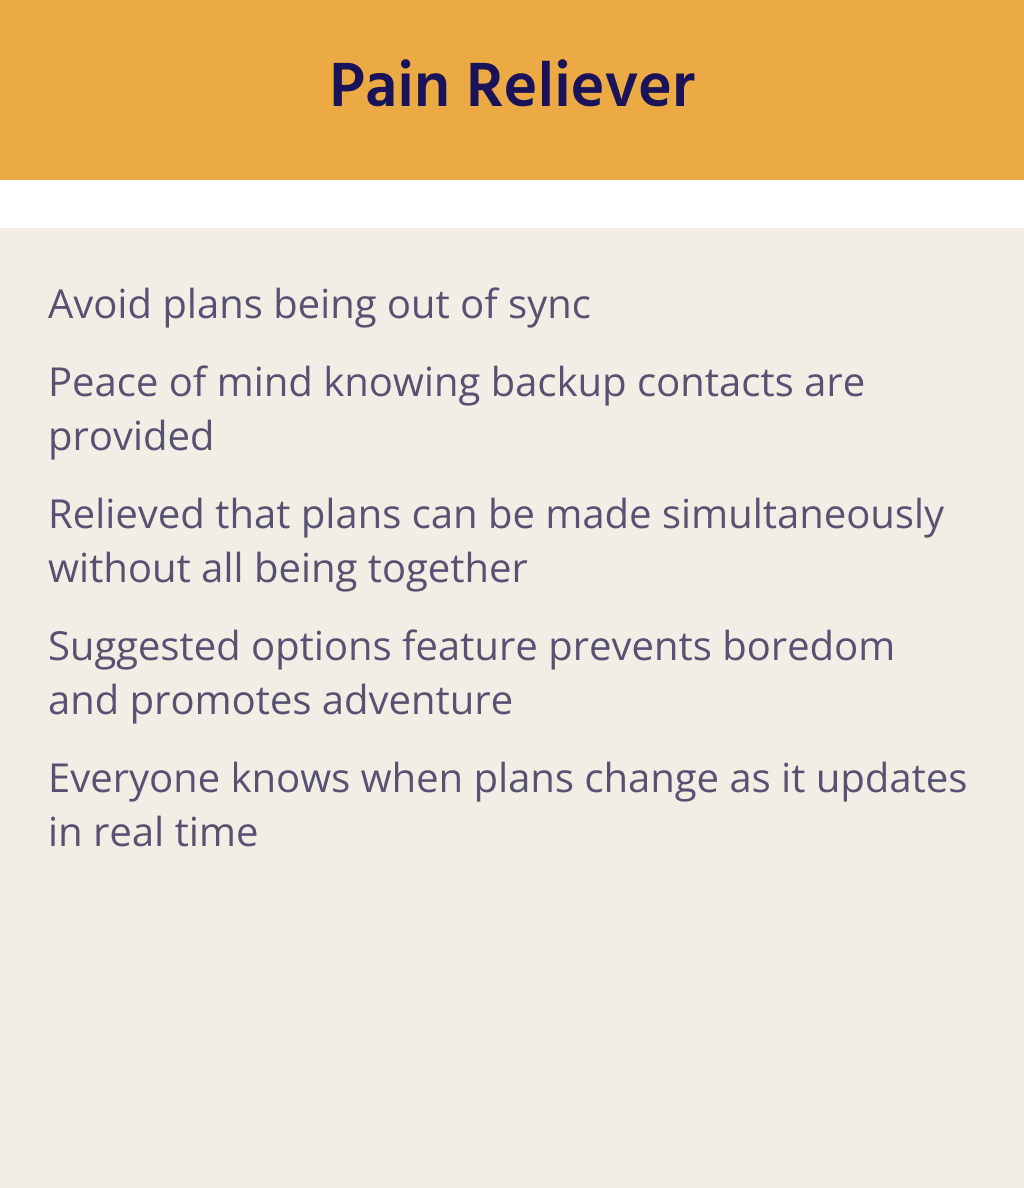 Pain Reliever
Avoid plans being out of sync
Peace of mind knowing backup contacts are
provided
Relieved that plans can be made simultaneously
without all being together
Suggested options feature prevents boredom
and promotes adventure
Everyone knows when plans change as it updates
in real time